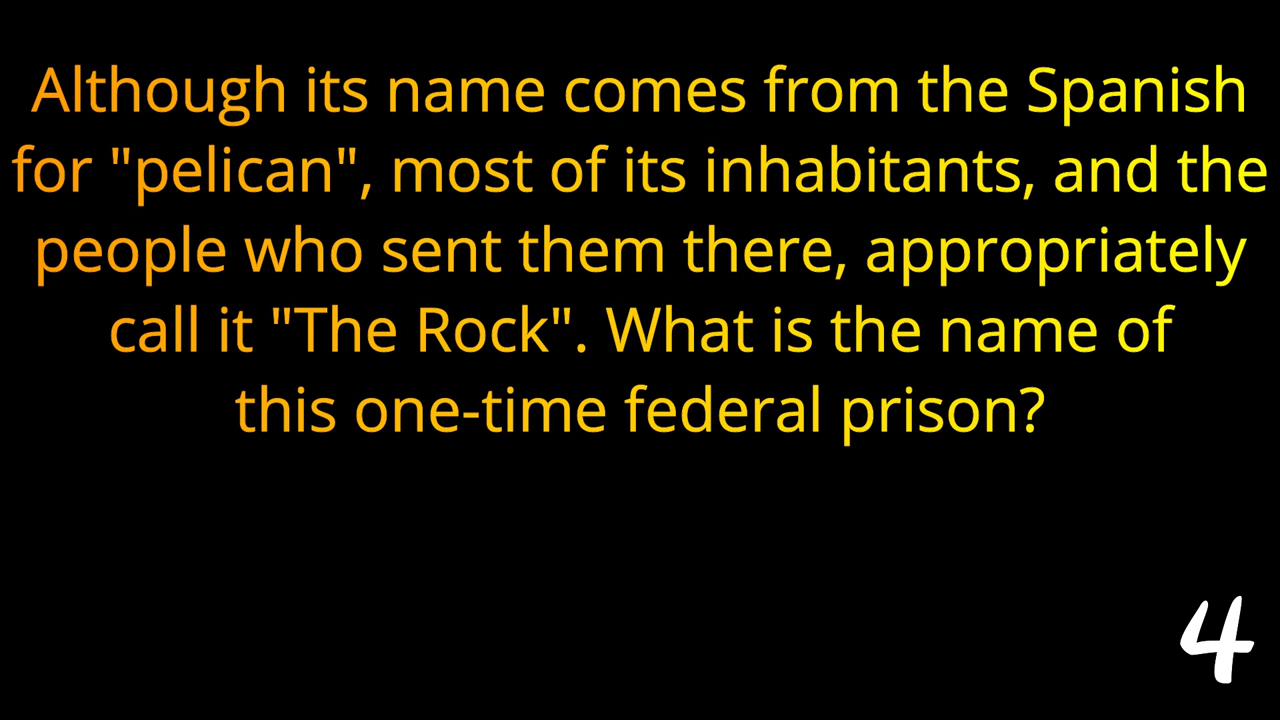 Although its name comes from the Spanish
for "pelican", most of its inhabitants, and the
people who sent them there, appropriately
call it "The Rock". What is the name of
this one-time federal prison?
4